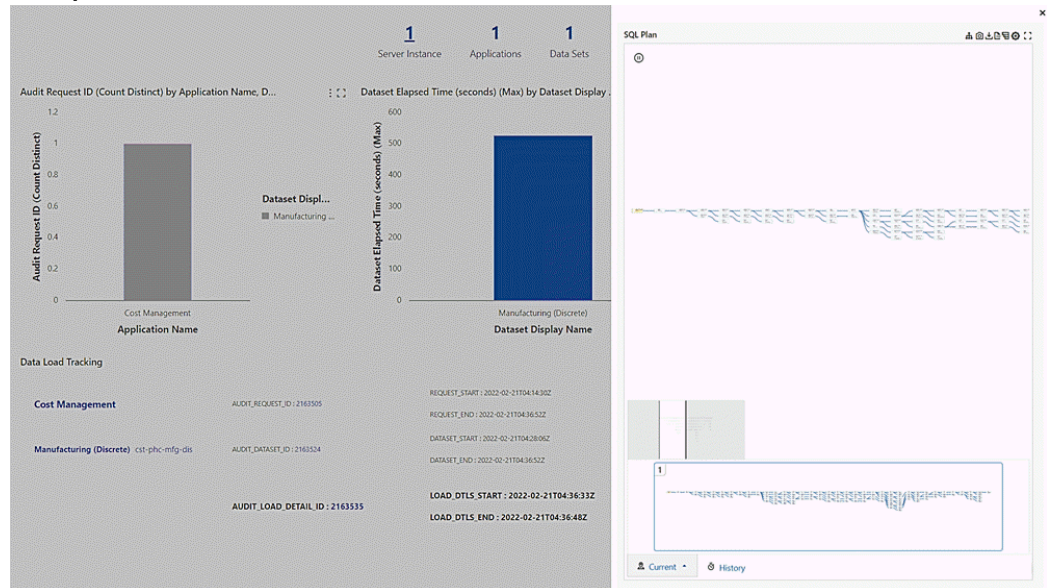 1 1 1
Server Instance Applications Data Sets
Audit Request ID (Count Distinct) by Application Name, D...
1.2
1
0.8
0.6
0.4
0.2
0
Audit Request ID (Count Distinct)
Cost Management
Application Name
Dataset Displ...
Manufacturing ...
Dataset Elapsed Time (seconds) (Max) by Dataset Display
600
500
400
300
200
100
0
Dataset Elapsed Time (seconds) (Max)
Manufacturing (Discrete)
Dataset Display Name
Data Load Tracking
Cost Management AUDIT_REQUEST_ID : 2163505
REQUEST_START : 2022-02-21T04:14:30Z
REQUEST_END : 2022-02-21T04:36:52Z
Manufacturing (Discrete) cst-phc-mfg-dis AUDIT_DATASET_ID : 2163524
DATASET_START : 2022-02-21T04:28:06Z
DATASET_END : 2022-02-21T04:36:52Z
AUDIT_LOAD_DETAIL_ID : 2163535
LOAD_DTLS_START : 2022-02-21T04:36:33Z
LOAD_DTLS_END : 2022-02-21T04:36:48Z
SQL Plan
1
Current History